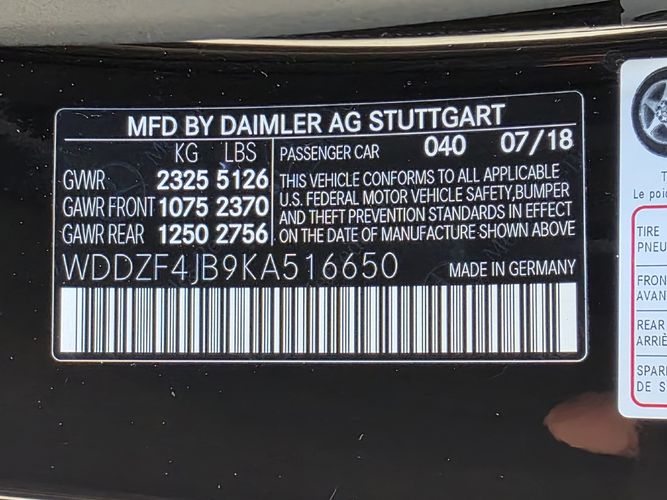 MFD BY DAIMLER AG STUTTGART
KG LBS
GVWR 2325 5126
GAWR FRONT 1075 2370
GAWR REAR 1250 2756
PASSENGER CAR 040 07/18
THIS VEHICLE CONFORMS TO ALL APPLICABLE
U.S. FEDERAL MOTOR VEHICLE SAFETY,BUMPER
AND THEFT PREVENTION STANDARDS IN EFFECT
ON THE DATE OF MANUFACTURE SHOWN ABOVE
WDDZF4JB9KA516650
MADE IN GERMANY
Le poi
TIRE
PNEU
FRON
AVAN
REAR
ARRIÈ
SPAR
DE S